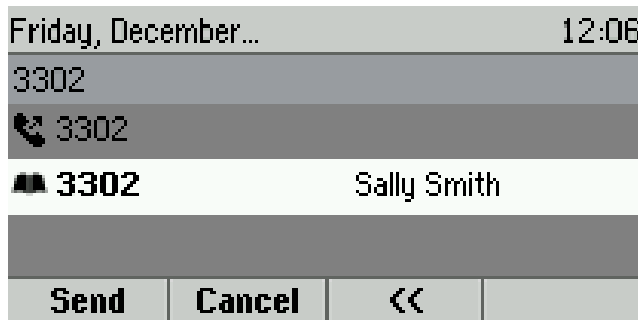 Friday, December... 12:06
3302
3302
3302 Sally Smith
Send Cancel <<